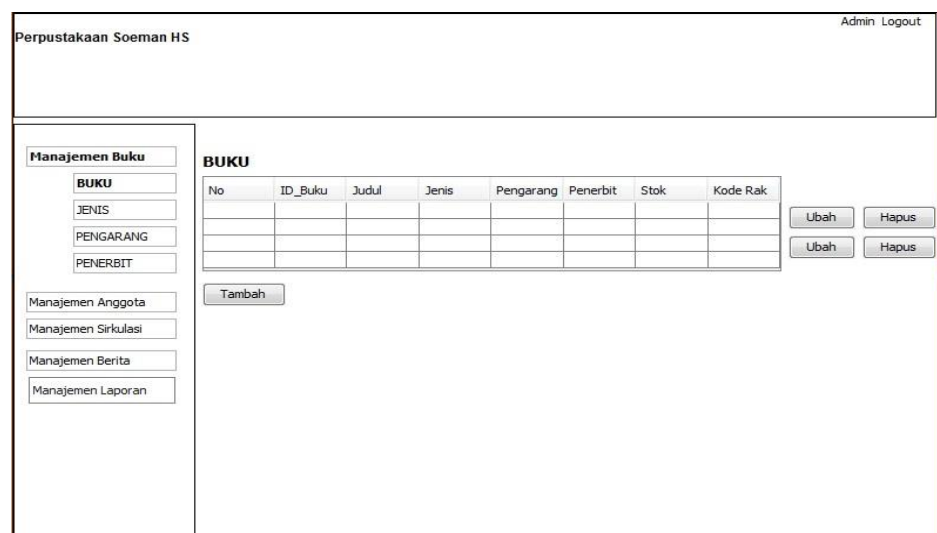 Admin Logout
Perpustakaan Soeman HS
Manajemen Buku
BUKU
JENIS
PENGARANG
PENERBIT
Manajemen Anggota
Manajemen Sirkulasi
Manajemen Berita
Manajemen Laporan
BUKU
No ID_Buku Judul Jenis Pengarang Penerbit Stok Kode Rak
Ubah Hapus
Ubah Hapus
Tambah